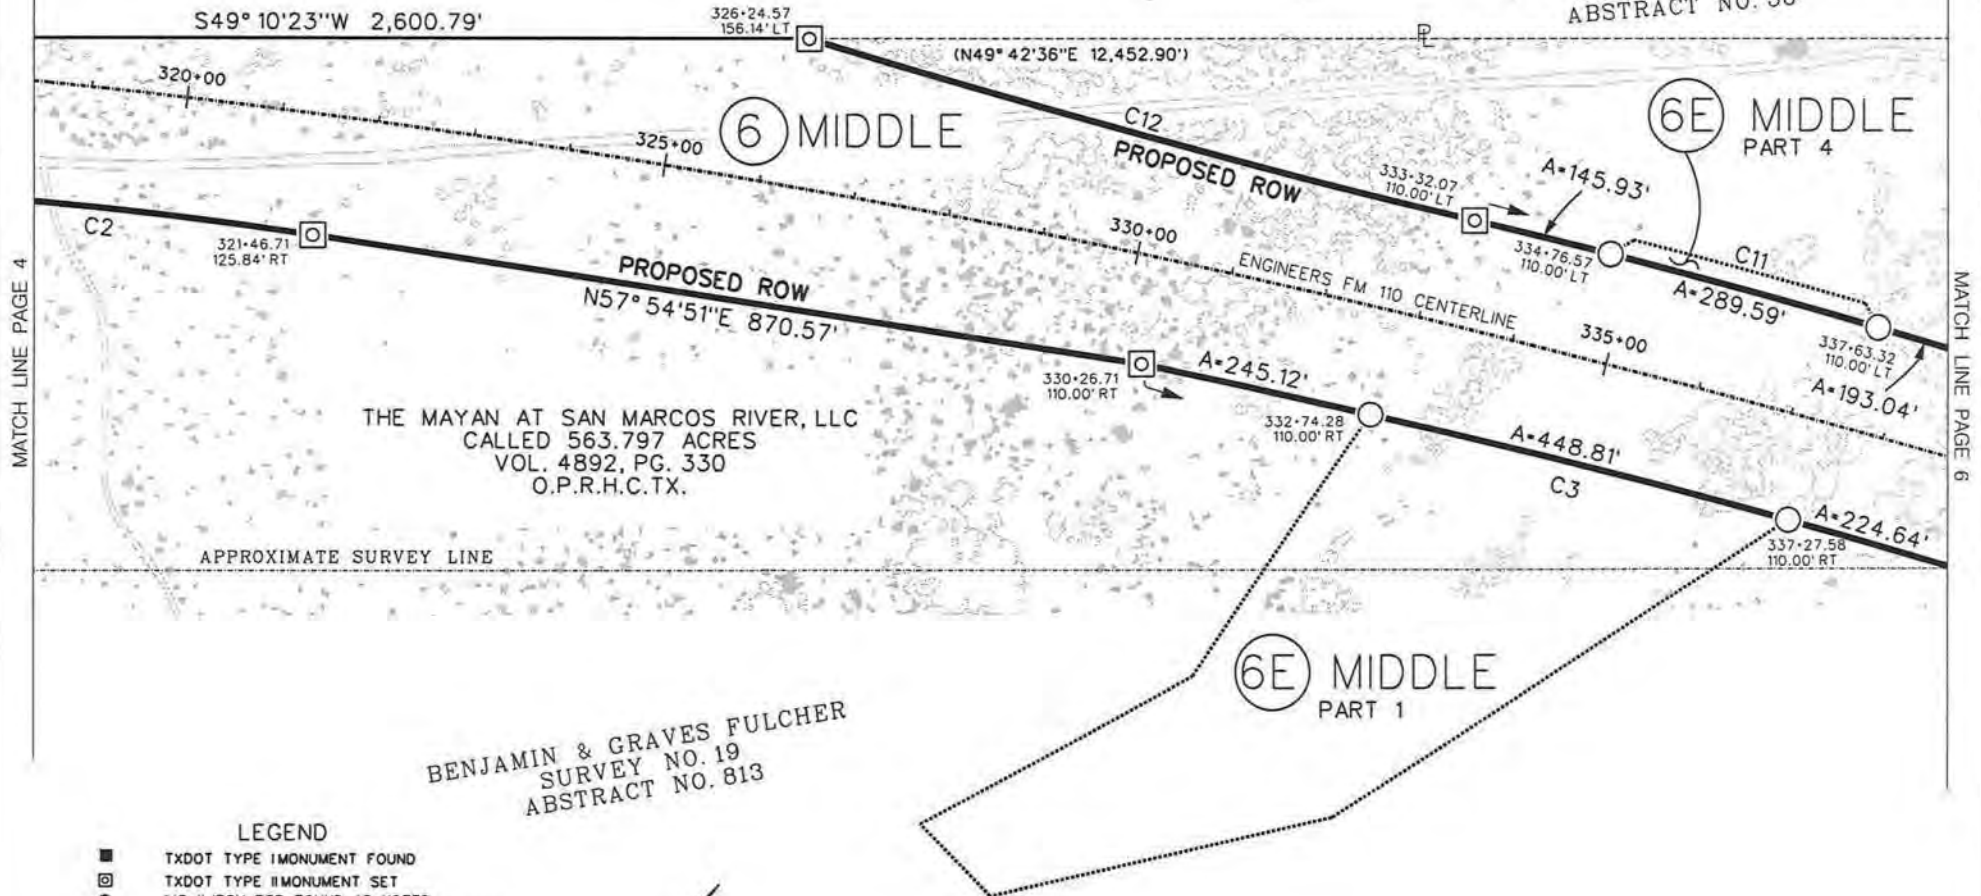 S49° 10'23"W 2,600.79'
326+24.57
156.14' LT
(N49° 42'36"E 12,452.90')
PL
ABSTRACT NO.
320+00
325+00
6 MIDDLE
C12
PROPOSED ROW
333+32.07
110.00' LT
A=145.93'
6E MIDDLE
PART 4
C2
321+46.71
125.84' RT
PROPOSED ROW
N57° 54'51"E 870.57'
330+00
ENGINEERS FM 110 CENTERLINE
334+76.57
110.00' LT
C11
A=289.59'
335+00
337+63.32
110.00' LT
A=193.04'
MATCH LINE PAGE 4
MATCH LINE PAGE 6
330+26.71
110.00' RT
A=245.12'
332+74.28
110.00' RT
A=448.81'
C3
A=224.64'
337+27.58
110.00' RT
THE MAYAN AT SAN MARCOS RIVER, LLC
CALLED 563.797 ACRES
VOL. 4892, PG. 330
O.P.R.H.C.TX.
APPROXIMATE SURVEY LINE
6E MIDDLE
PART 1
BENJAMIN & GRAVES FULCHER
SURVEY NO. 19
ABSTRACT NO. 813
LEGEND
TXDOT TYPE I MONUMENT FOUND
TXDOT TYPE II MONUMENT SET